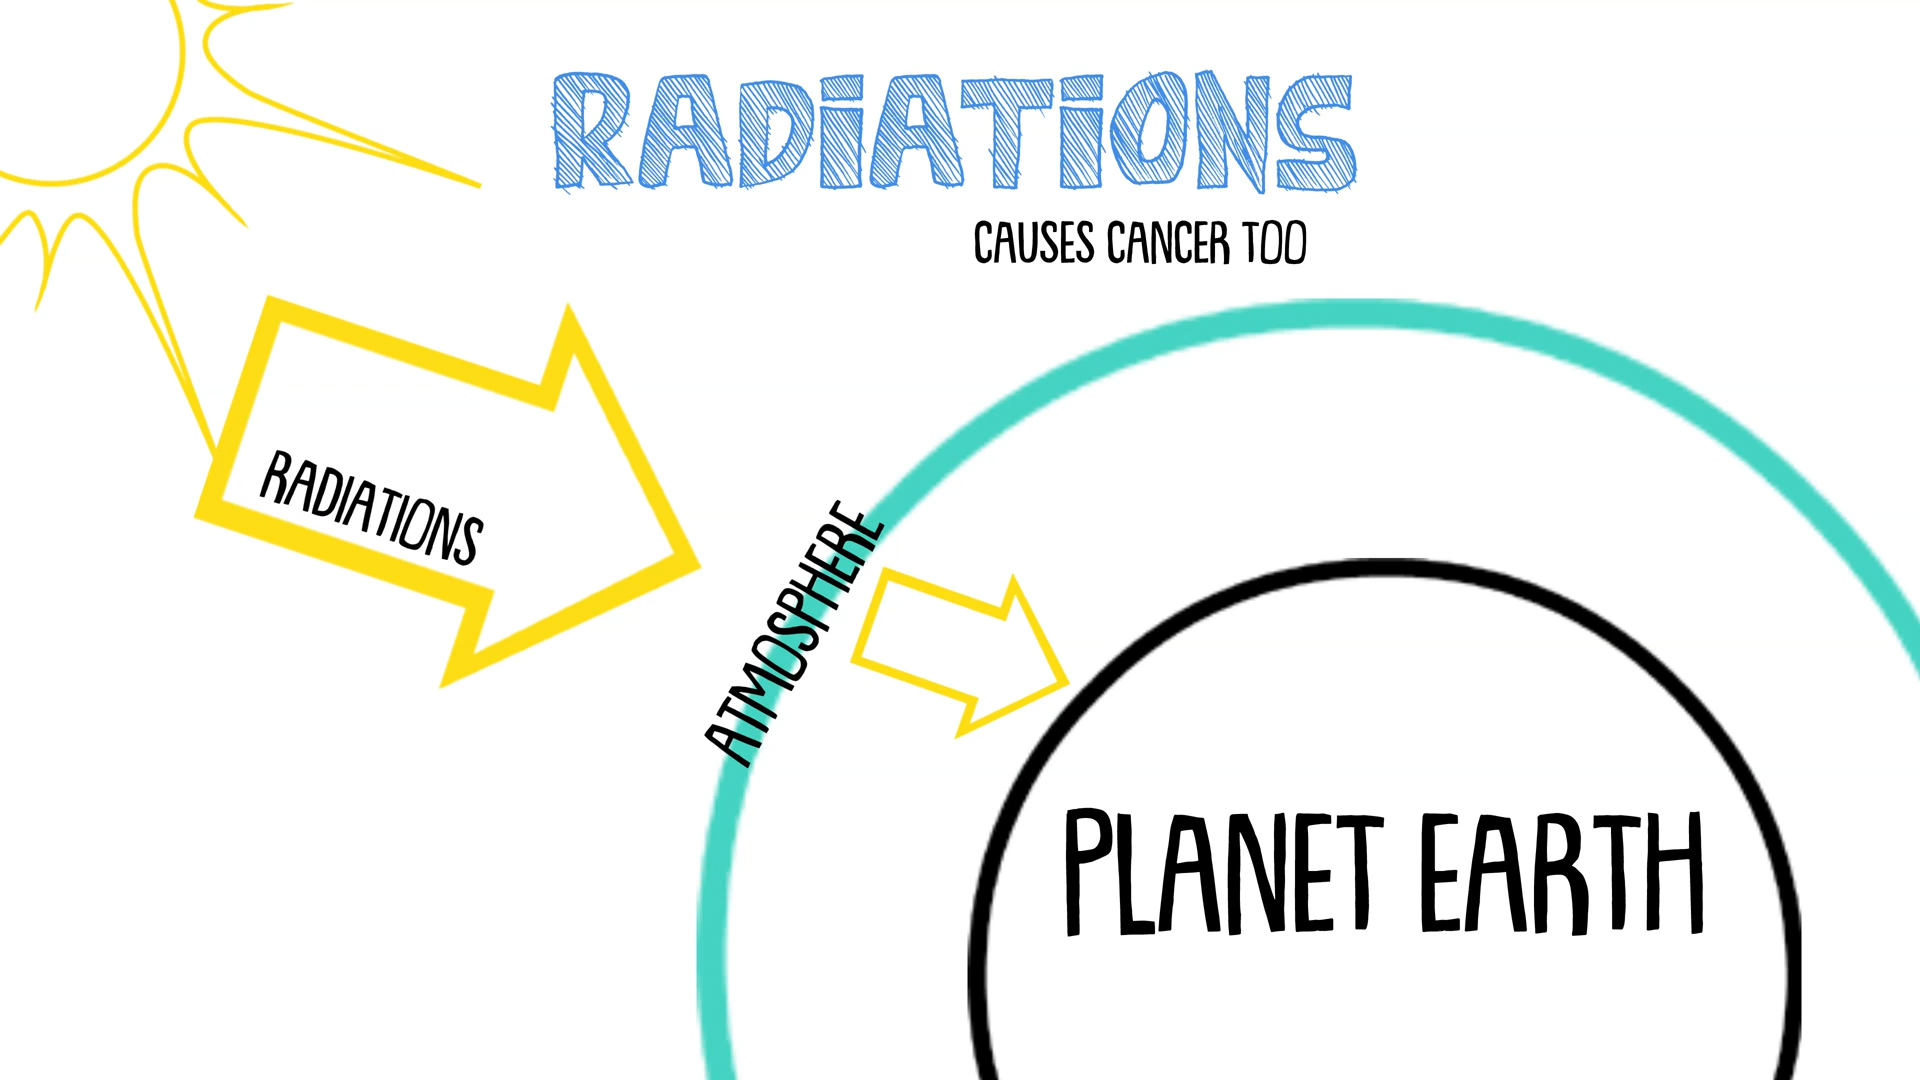 RADiATiONS
CAUSES CANCER TOO
RADIATIONS
ATMOSPHERE
PLANET EARTH